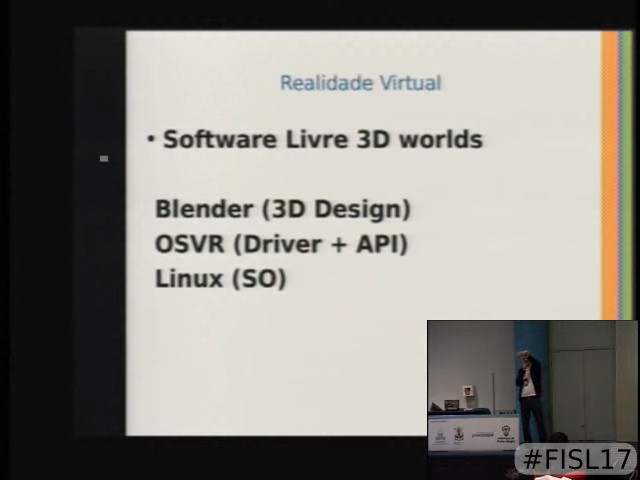 Realidade Virtual
• Software Livre 3D worlds
Blender (3D Design)
OSVR (Driver + API)
Linux (SO)
#FISL17